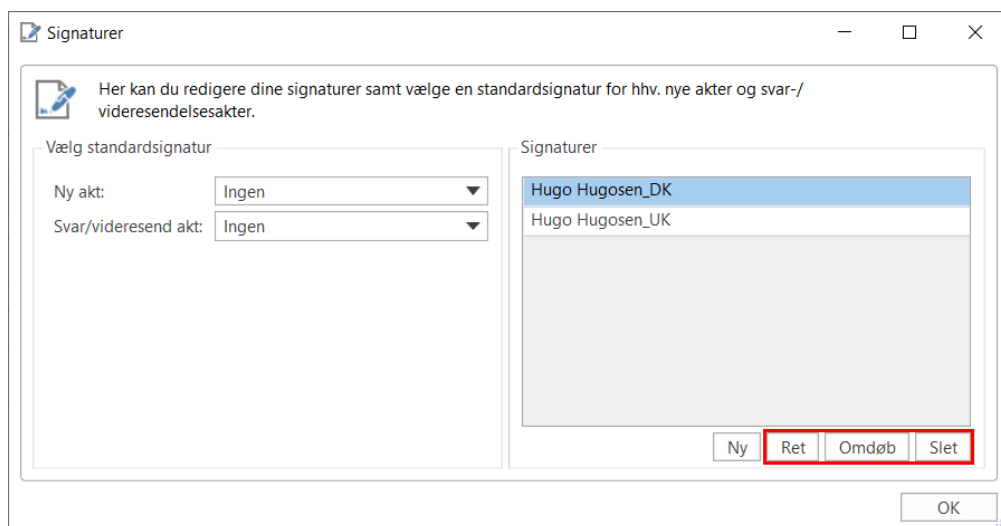 Signaturer
Her kan du redigere dine signaturer samt vælge en standardsignatur for hhv. nye akter og svar-/
videresendelsesakter.
Vælg standardsignatur
Ny akt: Ingen
Svar/videresend akt: Ingen
Signaturer
Hugo Hugosen_DK
Hugo Hugosen_UK
Ny Ret Omdøb Slet
OK